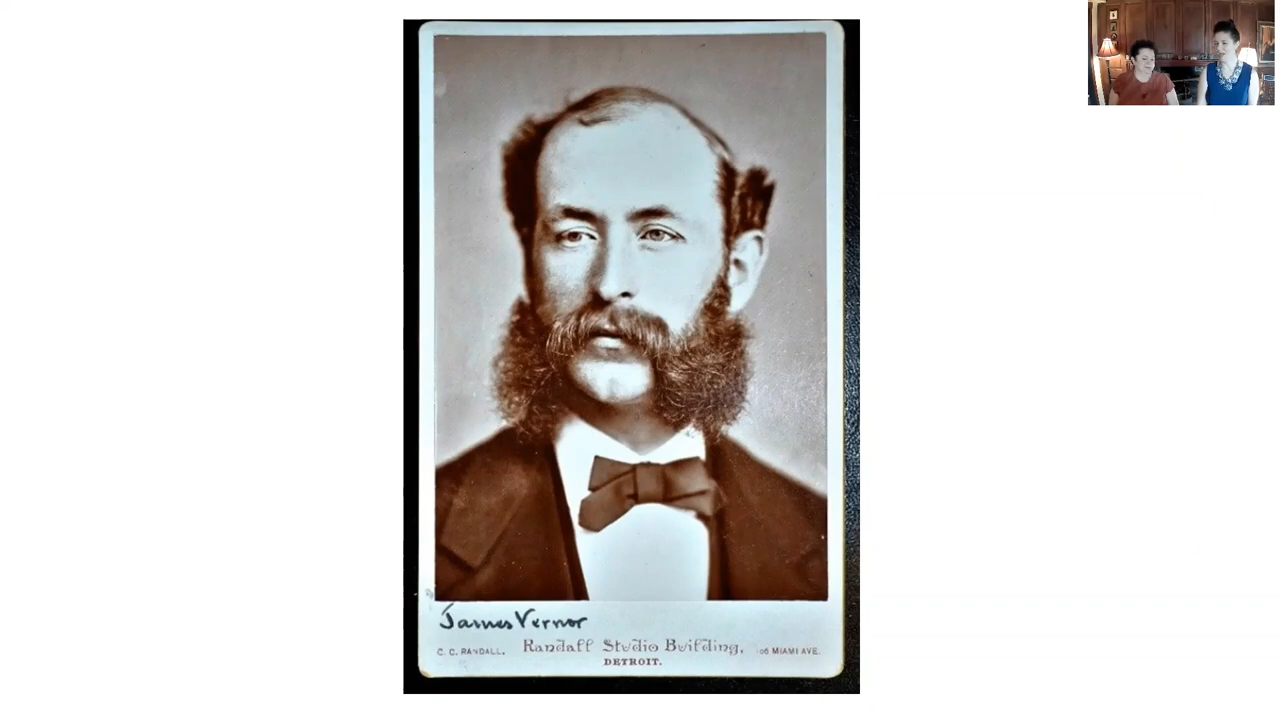 James Vernor
C. C. RANDALL. Randall Studio Building, 106 MIAMI AVE.
DETROIT.